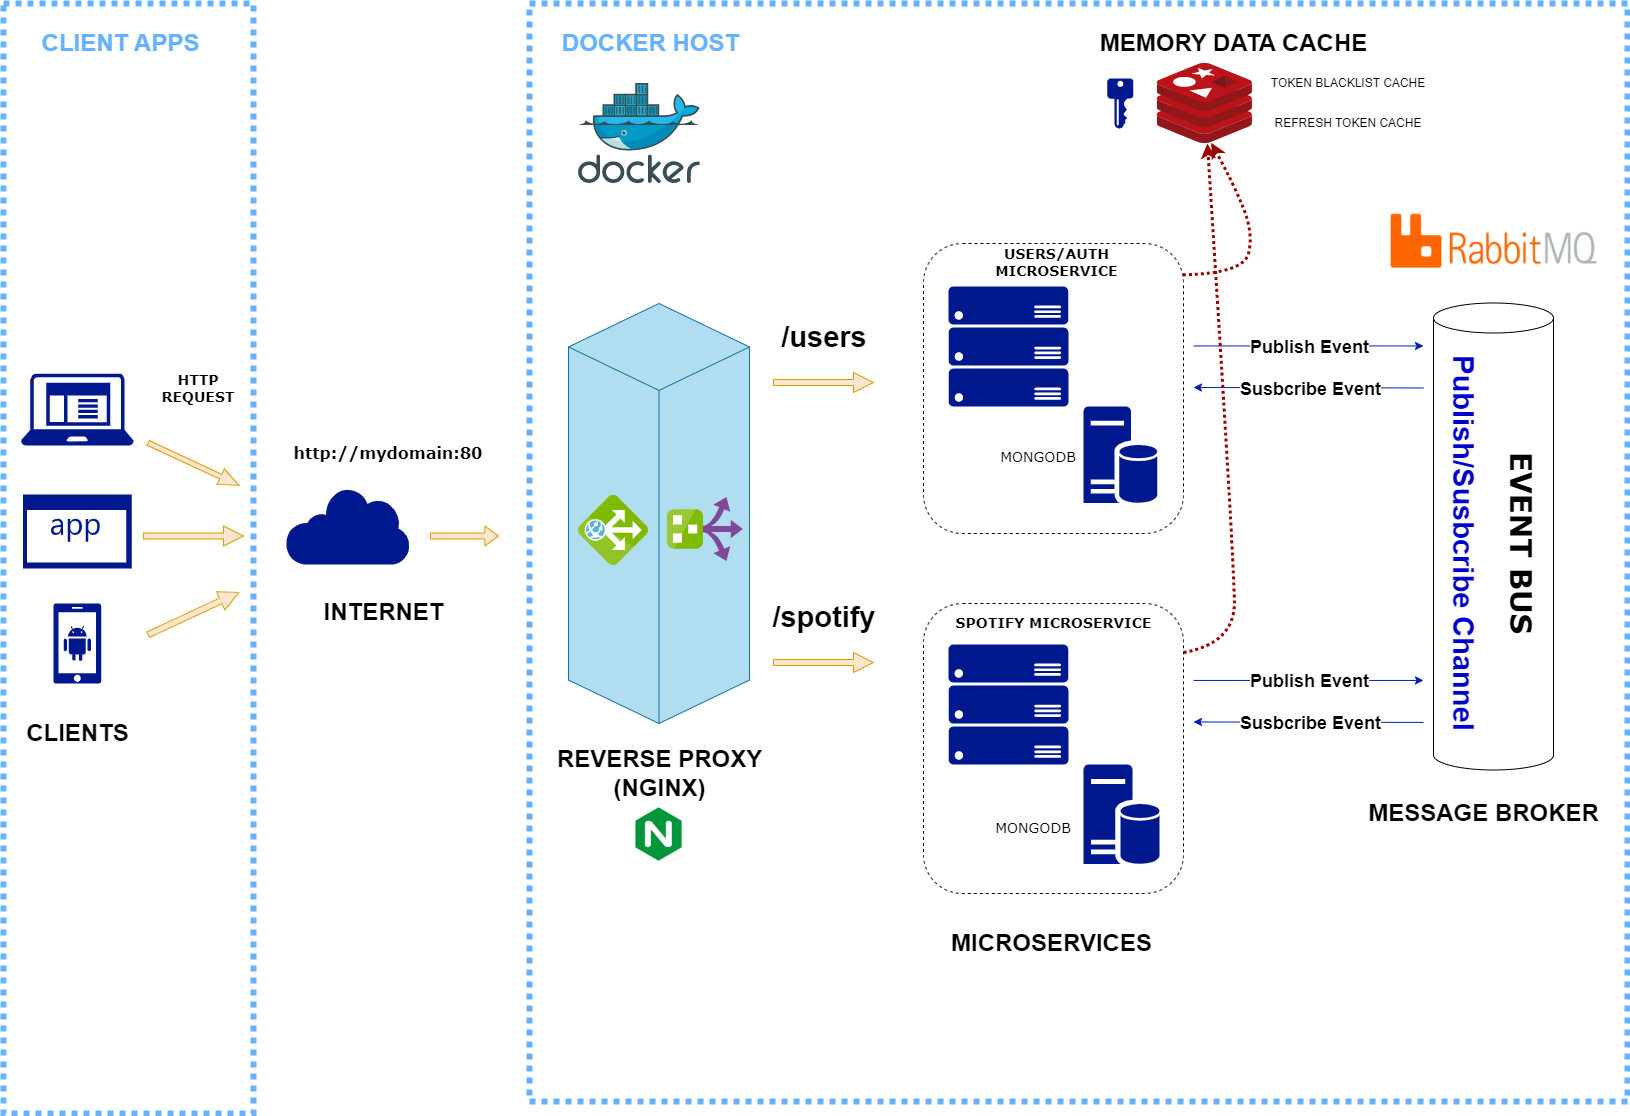 CLIENT APPS
DOCKER HOST
MEMORY DATA CACHE
TOKEN BLACKLIST CACHE
REFRESH TOKEN CACHE
docker
RabbitMQ
USERS/AUTH
MICROSERVICE
/users
Publish Event
Susbcribe Event
HTTP
REQUEST
http://mydomain:80
MONGODB
app
INTERNET
/spotify
SPOTIFY MICROSERVICE
Publish Event
Susbcribe Event
Publish/Susbcribe Channel
EVENT BUS
CLIENTS
REVERSE PROXY
(NGINX)
N
MONGODB
MESSAGE BROKER
MICROSERVICES